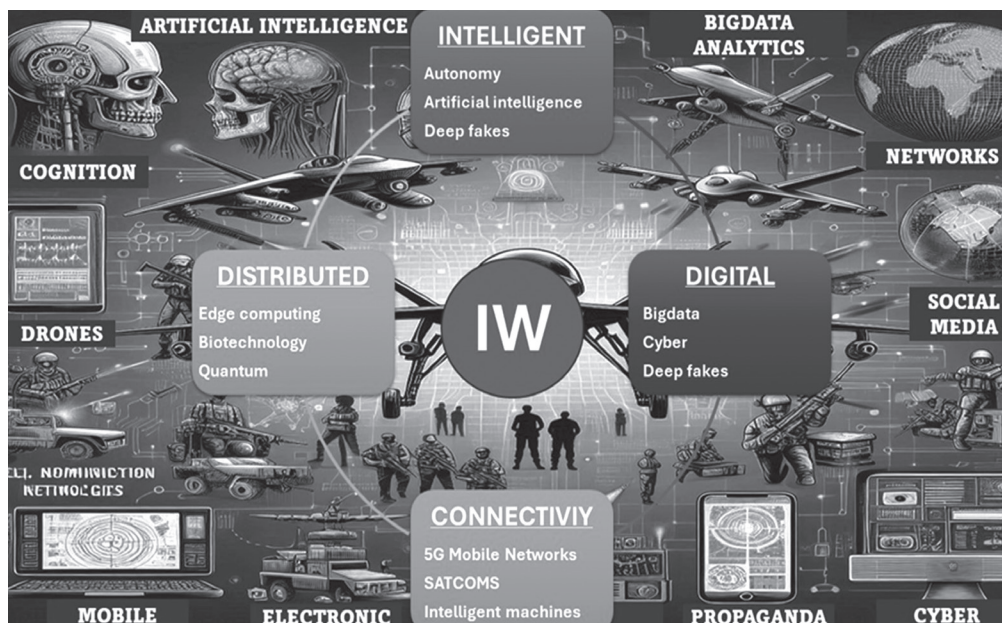 ARTIFICIAL INTELLIGENCE
INTELLIGENT
Autonomy
Artificial intelligence
Deep fakes
BIGDATA
ANALYTICS
COGNITION
NETWORKS
DISTRIBUTED
Edge computing
Biotechnology
Quantum
IW
DIGITAL
Bigdata
Cyber
Deep fakes
DRONES
SOCIAL
MEDIA
CONNECTIVIY
5G Mobile Networks
SATCOMS
Intelligent machines
MOBILE
ELECTRONIC
PROPAGANDA
CYBER